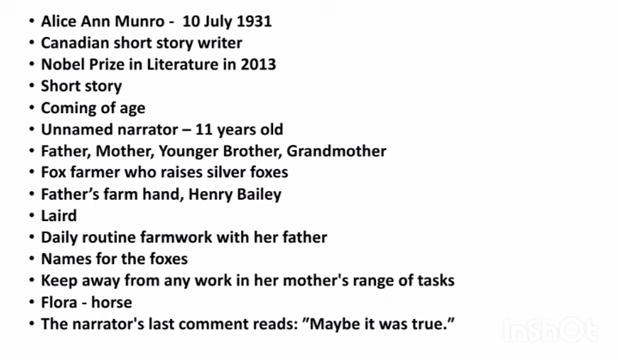 • Alice Ann Munro - 10 July 1931
• Canadian short story writer
• Nobel Prize in Literature in 2013
• Short story
• Coming of age
• Unnamed narrator – 11 years old
• Father, Mother, Younger Brother, Grandmother
• Fox farmer who raises silver foxes
• Father's farm hand, Henry Bailey
• Laird
• Daily routine farmwork with her father
• Names for the foxes
• Keep away from any work in her mother's range of tasks
• Flora - horse
• The narrator's last comment reads: ”Maybe it was true.”
InShOt